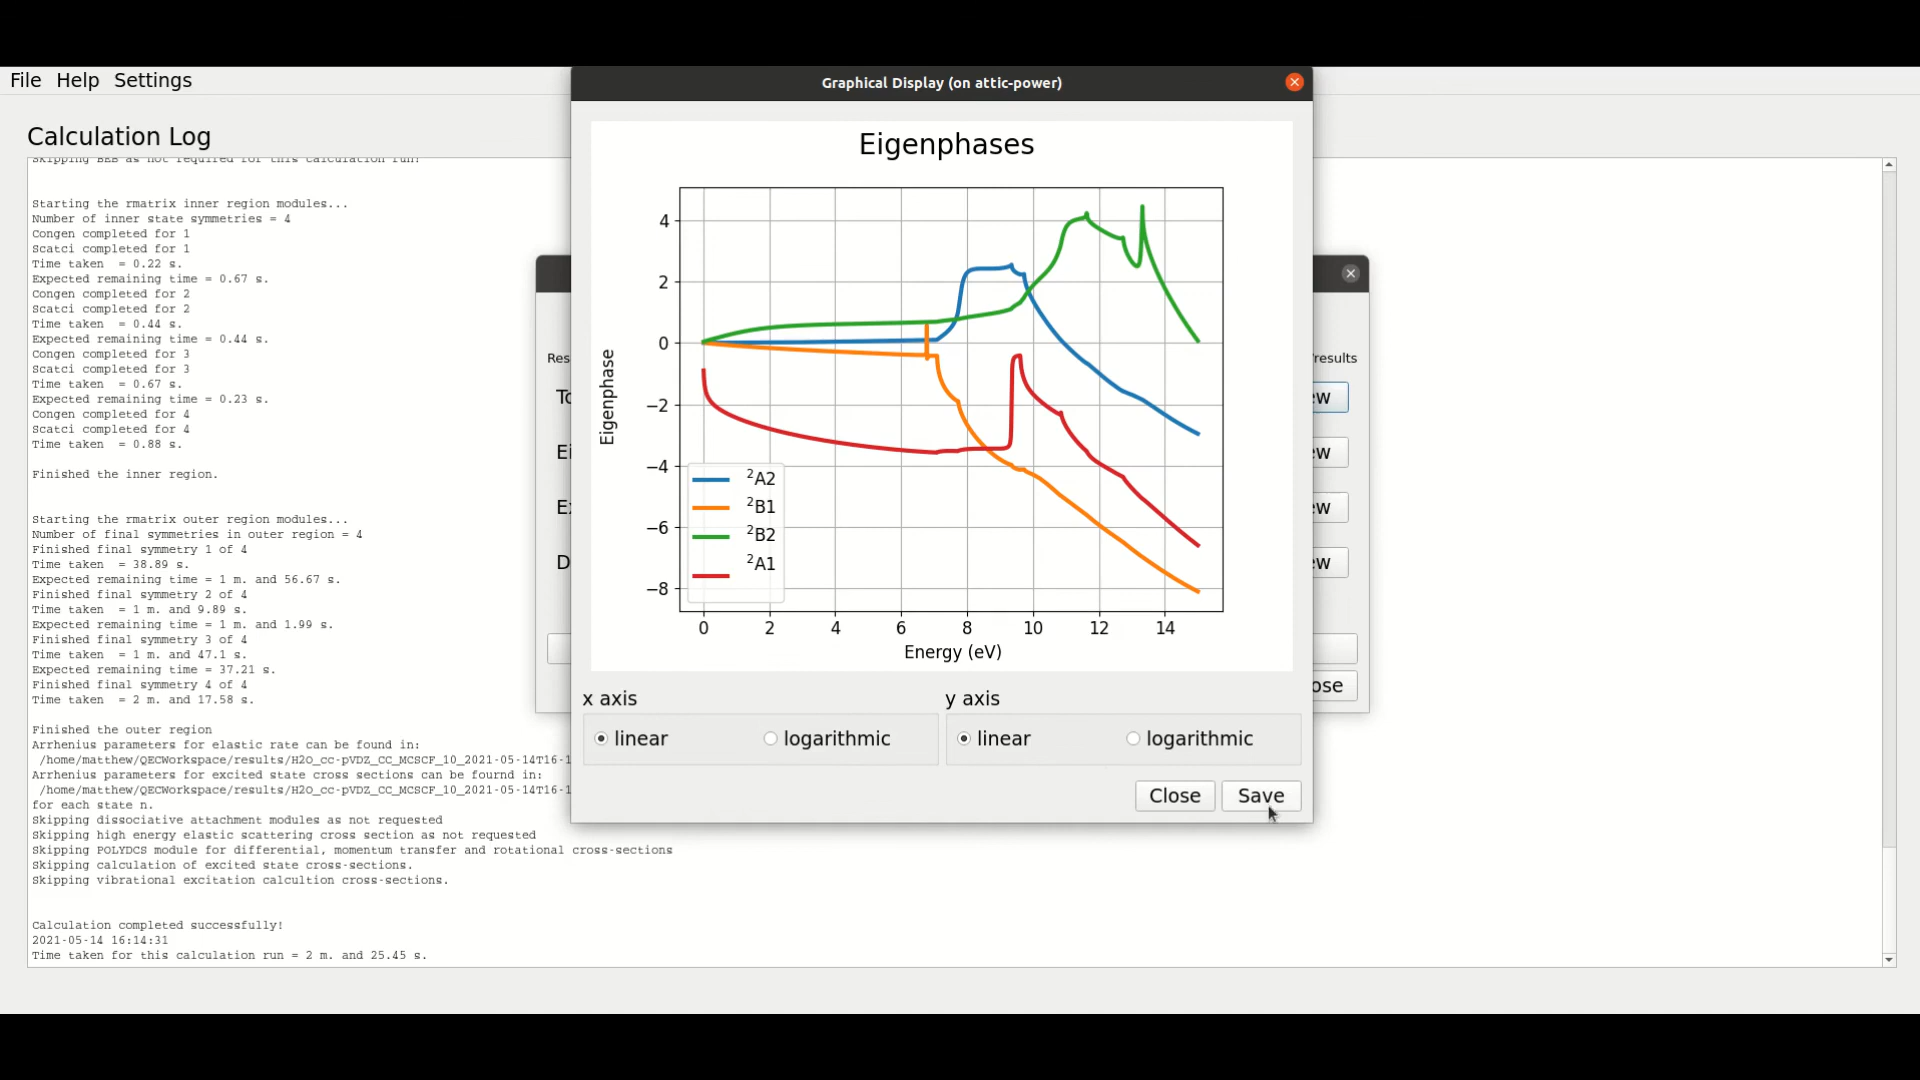 File Help Settings
Calculation Log
Skipping BEB as not required for this calculation run!
Starting the rmatrix inner region modules...
Number of inner state symmetries = 4
Congen completed for 1
Scatci completed for 1
Time taken  = 0.22 s.
Expected remaining time = 0.67 s.
Congen completed for 2
Scatci completed for 2
Time taken  = 0.44 s.
Expected remaining time = 0.44 s.
Congen completed for 3
Scatci completed for 3
Time taken  = 0.67 s.
Expected remaining time = 0.23 s.
Congen completed for 4
Scatci completed for 4
Time taken  = 0.88 s.
Finished the inner region.
Starting the rmatrix outer region modules...
Number of final symmetries in outer region = 4
Finished final symmetry 1 of 4
Time taken  = 38.89 s.
Expected remaining time = 1 m. and 56.67 s.
Finished final symmetry 2 of 4
Time taken  = 1 m. and 9.89 s.
Expected remaining time = 1 m. and 1.99 s.
Finished final symmetry 3 of 4
Time taken  = 1 m. and 47.1 s.
Expected remaining time = 37.21 s.
Finished final symmetry 4 of 4
Time taken  = 2 m. and 17.58 s.
Finished the outer region
Arrhenius parameters for elastic rate can be found in:
/home/matthew/QECWorkspace/results/H2O_cc-pVDZ_CC_MCSCF_10_2021-05-14T16-1
Arrhenius parameters for excited state cross sections can be fournd in:
/home/matthew/QECWorkspace/results/H2O_cc-pVDZ_CC_MCSCF_10_2021-05-14T16-1
for each state n.
Skipping dissociative attachment modules as not requested
Skipping high energy elastic scattering cross section as not requested
Skipping POLYDCS module for differential, momentum transfer and rotational cross-sections
Skipping calculation of excited state cross-sections.
Skipping vibrational excitation calcultion cross-sections.
Calculation completed successfully!
2021-05-14 16:14:31
Time taken for this calculation run = 2 m. and 25.45 s.
Graphical Display (on attic-power)
Eigenphases
4
2
0
−2
−4
−6
−8
Eigenphase
²A2
²B1
²B2
²A1
0 2 4 6 8 10 12 14
Energy (eV)
x axis
linear logarithmic
y axis
linear logarithmic
Close Save
Res
results
ew
ew
ew
D
ew
ose